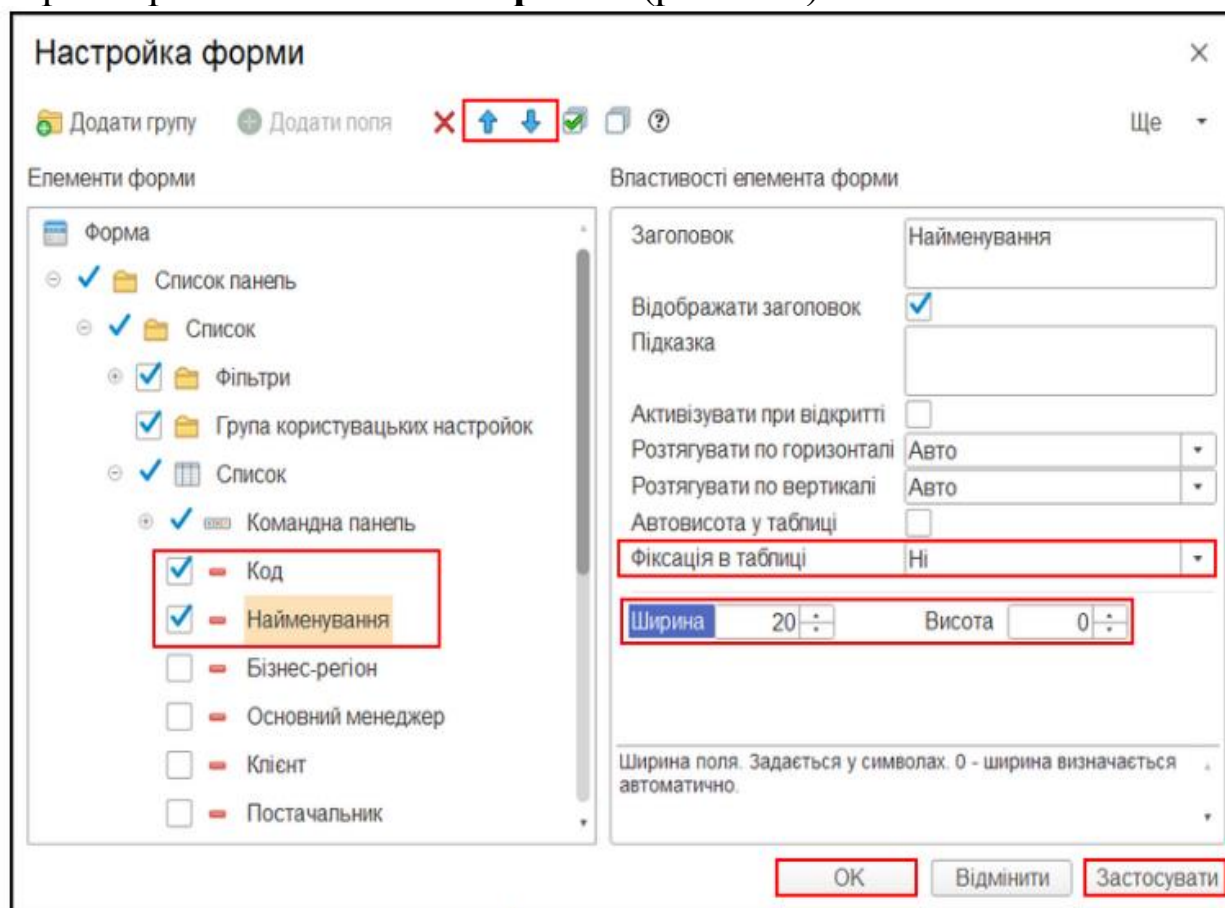 Настройка форми
Додати групу Додати поля Ще
Елементи форми
Форма
Список панель
Список
Фільтри
Група користувацьких настройок
Список
Командна панель
Код
Найменування
Бізнес-регіон
Основний менеджер
Клієнт
Постачальник
Властивості елемента форми
Заголовок Найменування
Відображати заголовок
Підказка
Активізувати при відкритті
Розтягувати по горизонталі Авто
Розтягувати по вертикалі Авто
Автовисота у таблиці
Фіксація в таблиці Ні
Ширина 20 Висота 0
Ширина поля. Задається у символах. 0 - ширина визначається
автоматично.
OK Відмінити Застосувати